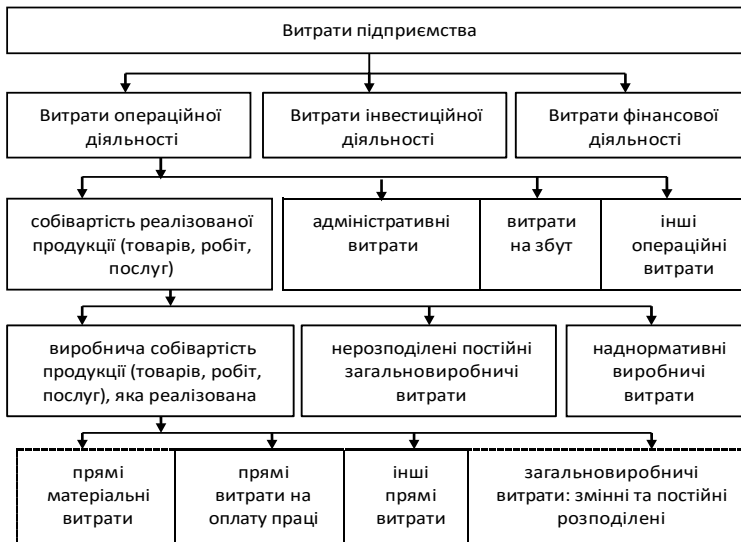 Витрати підприємства
Витрати операційної
діяльності
Витрати інвестиційної
діяльності
Витрати фінансової
діяльності
собівартість реалізованої
продукції (товарів, робіт,
послуг)
адміністративні
витрати
витрати
на збут
інші
операційні
витрати
виробнича собівартість
продукції (товарів, робіт,
послуг), яка реалізована
нерозподілені постійні
загальновиробничі
витрати
наднормативні
виробничі
витрати
прямі
матеріальні
витрати
прямі
витрати на
оплату праці
інші
прямі
витрати
загальновиробничі
витрати: змінні та постійні
розподілені